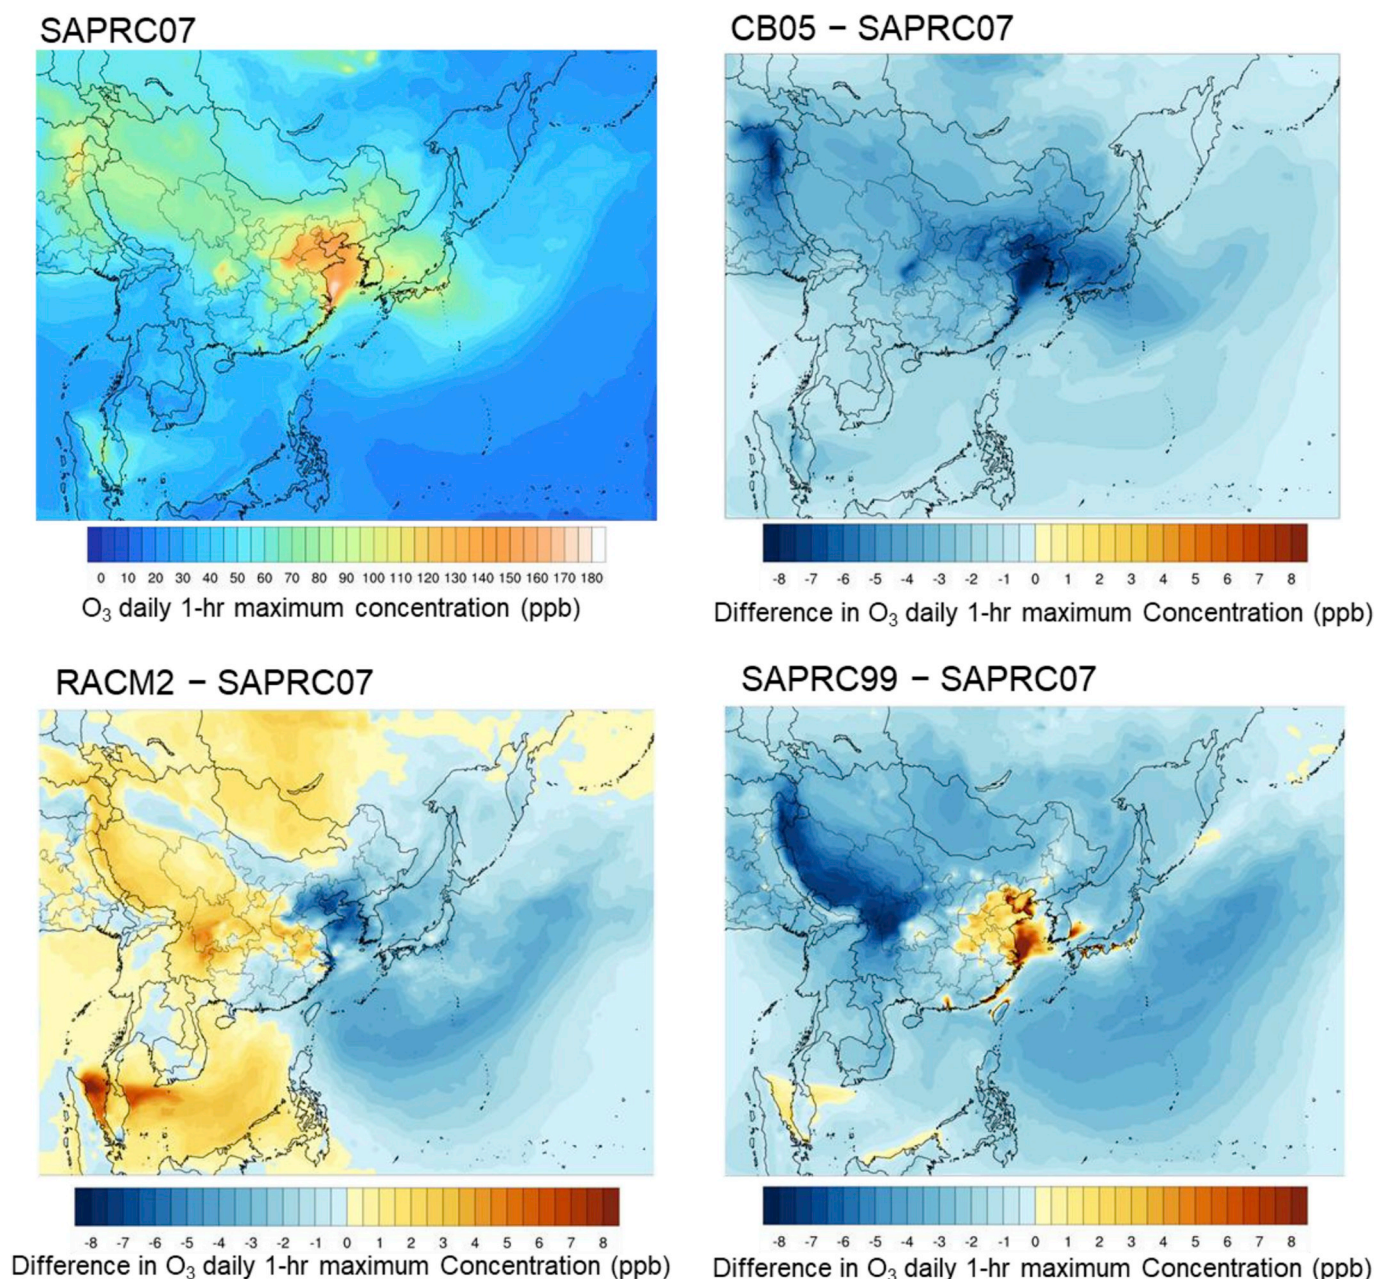 SAPRC07
CB05 − SAPRC07
0 10 20 30 40 50 60 70 80 90 100 110 120 130 140 150 160 170 180
O₃ daily 1-hr maximum concentration (ppb)
-8 -7 -6 -5 -4 -3 -2 -1 0 1 2 3 4 5 6 7 8
Difference in O₃ daily 1-hr maximum Concentration (ppb)
RACM2 − SAPRC07
SAPRC99 − SAPRC07
-8 -7 -6 -5 -4 -3 -2 -1 0 1 2 3 4 5 6 7 8
Difference in O₃ daily 1-hr maximum Concentration (ppb)
-8 -7 -6 -5 -4 -3 -2 -1 0 1 2 3 4 5 6 7 8
Difference in O₃ daily 1-hr maximum Concentration (ppb)